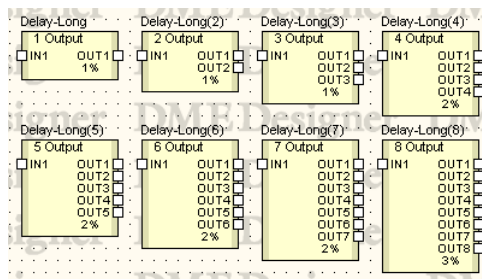 Delay-Long
1 Output
IN1 OUT1
1%
Delay-Long(2)
2 Output
IN1 OUT1
OUT2
1%
Delay-Long(3)
3 Output
IN1 OUT1
OUT2
OUT3
1%
Delay-Long(4)
4 Output
IN1 OUT1
OUT2
OUT3
OUT4
2%
Delay-Long(5)
5 Output
IN1 OUT1
OUT2
OUT3
OUT4
OUT5
2%
Delay-Long(6)
6 Output
IN1 OUT1
OUT2
OUT3
OUT4
OUT5
OUT6
2%
Delay-Long(7)
7 Output
IN1 OUT1
OUT2
OUT3
OUT4
OUT5
OUT6
OUT7
2%
Delay-Long(8)
8 Output
IN1 OUT1
OUT2
OUT3
OUT4
OUT5
OUT6
OUT7
OUT8
3%
DME Designer